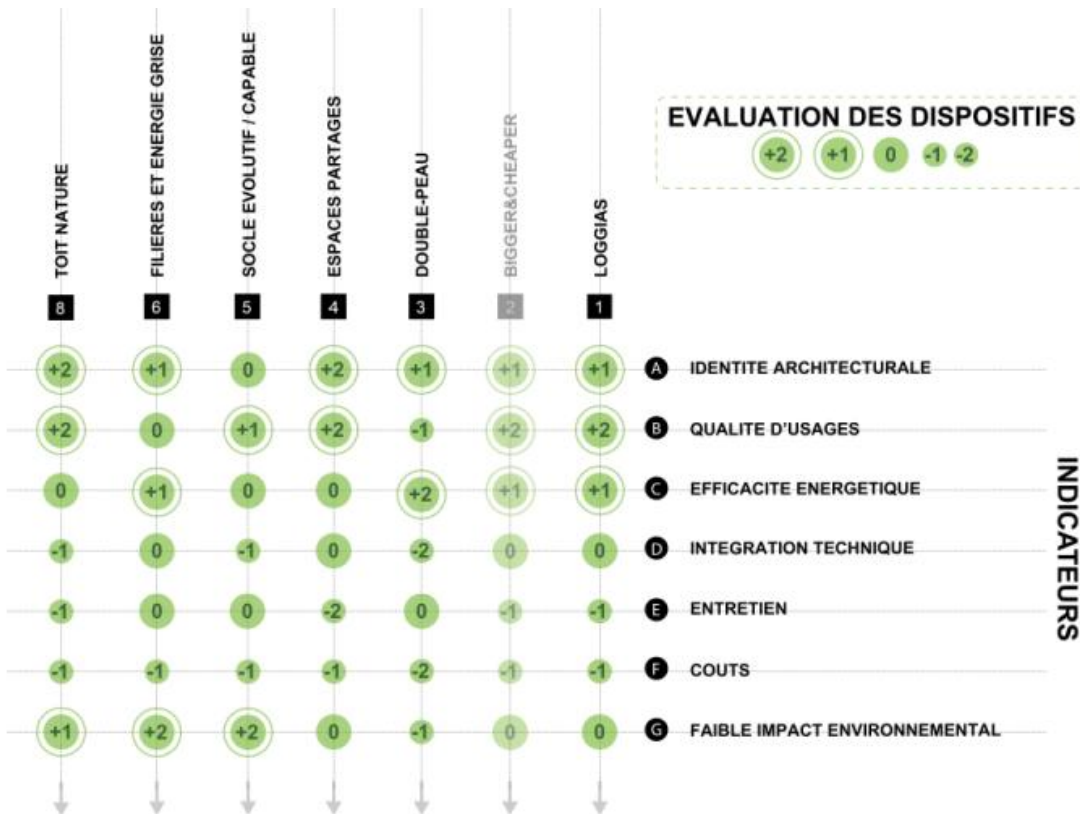 TOIT NATURE
FILIERES ET ENERGIE GRISE
SOCLE EVOLUTIF / CAPABLE
ESPACES PARTAGES
DOUBLE-PEAU
BIGGER&CHEAPER
LOGGIAS
EVALUATION DES DISPOSITIFS
+2 +1 0 -1 -2
8 6 5 4 3 2 1
+2 +1 0 +2 +1 +1 +1 A IDENTITE ARCHITECTURALE
+2 0 +1 +2 -1 +2 +2 B QUALITE D'USAGES
0 +1 0 0 +2 +1 +1 C EFFICACITE ENERGETIQUE
-1 0 -1 0 -2 0 0 D INTEGRATION TECHNIQUE
-1 0 0 -2 0 -1 -1 E ENTRETIEN
-1 -1 -1 -1 -2 -1 -1 F COUTS
+1 +2 +2 0 -1 0 0 G FAIBLE IMPACT ENVIRONNEMENTAL
INDICATEURS